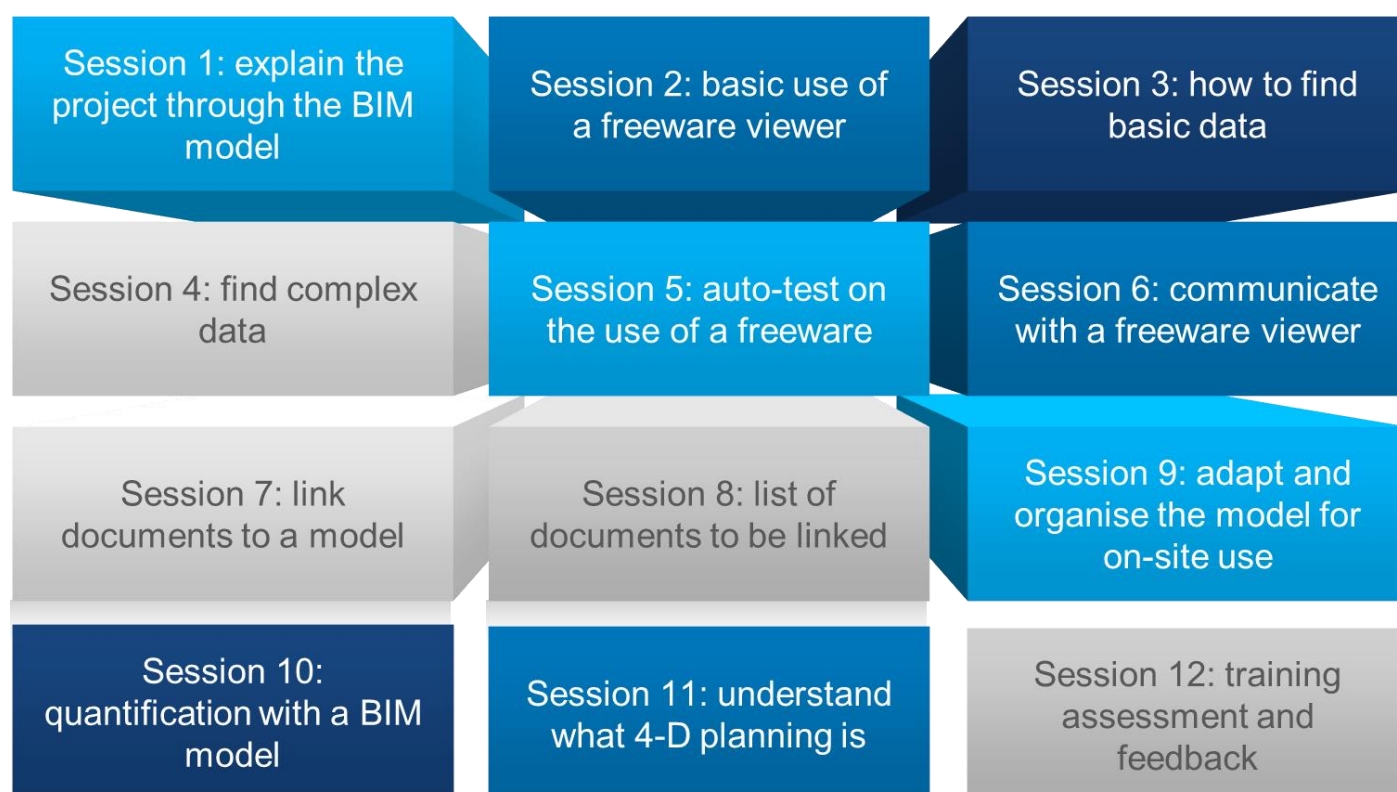 Session 1: explain the
project through the BIM
model
Session 2: basic use of
a freeware viewer
Session 3: how to find
basic data
Session 4: find complex
data
Session 5: auto-test on
the use of a freeware
Session 6: communicate
with a freeware viewer
Session 7: link
documents to a model
Session 8: list of
documents to be linked
Session 9: adapt and
organise the model for
on-site use
Session 10:
quantification with a BIM
model
Session 11: understand
what 4-D planning is
Session 12: training
assessment and
feedback